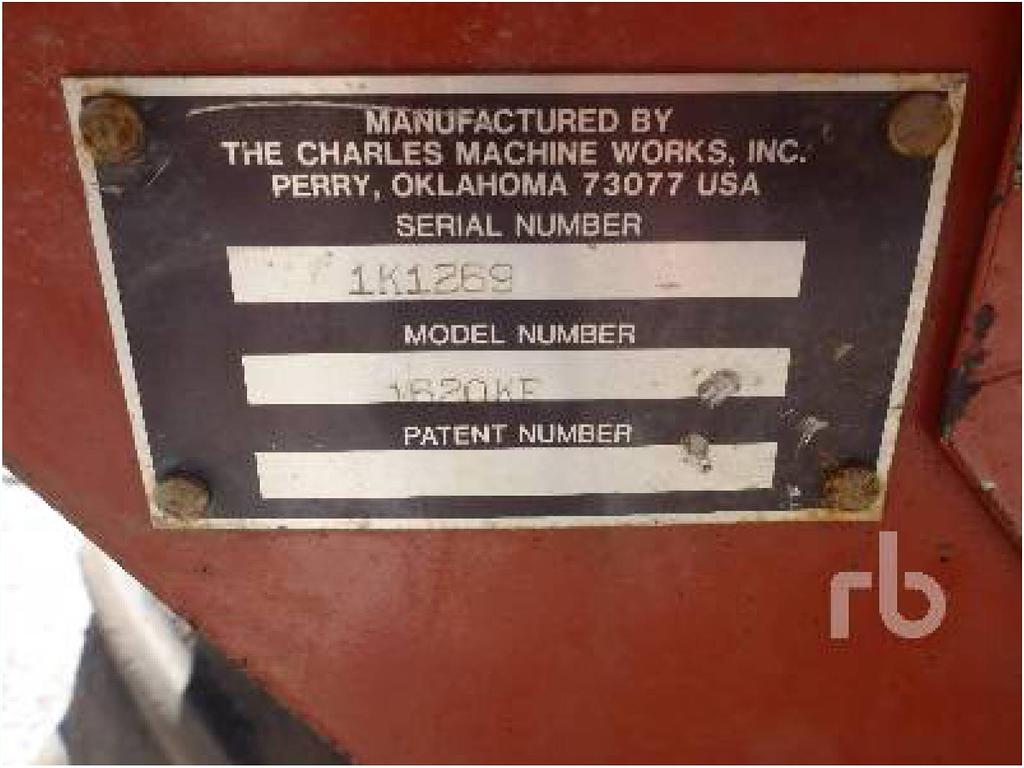 MANUFACTURED BY
THE CHARLES MACHINE WORKS, INC.
PERRY, OKLAHOMA 73077 USA
SERIAL NUMBER
1K1269
MODEL NUMBER
PATENT NUMBER
rb